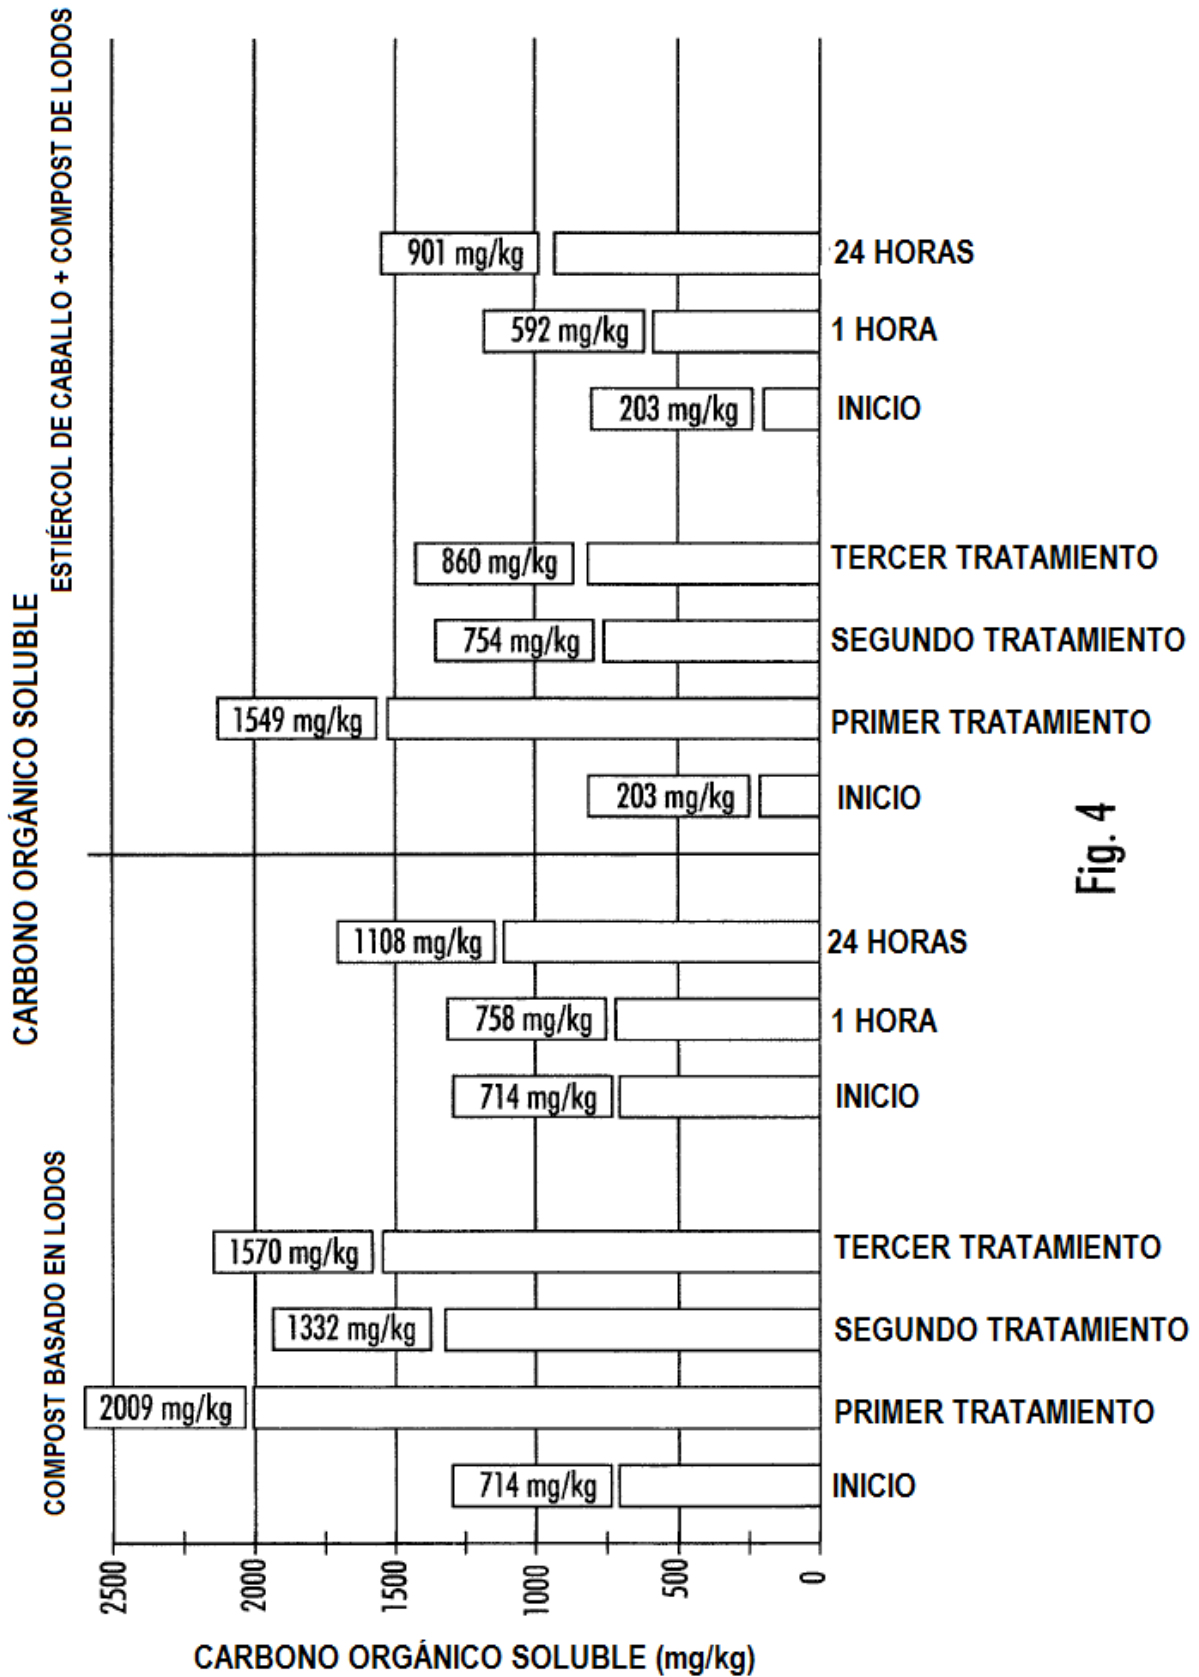 CARBONO ORGÁNICO SOLUBLE
ESTIÉRCOL DE CABALLO + COMPOST DE LODOS
901 mg/kg
24 HORAS
592 mg/kg
1 HORA
203 mg/kg
INICIO
860 mg/kg
TERCER TRATAMIENTO
754 mg/kg
SEGUNDO TRATAMIENTO
1549 mg/kg
PRIMER TRATAMIENTO
203 mg/kg
INICIO
Fig. 4
COMPOST BASADO EN LODOS
1108 mg/kg
24 HORAS
758 mg/kg
1 HORA
714 mg/kg
INICIO
1570 mg/kg
TERCER TRATAMIENTO
1332 mg/kg
SEGUNDO TRATAMIENTO
2009 mg/kg
PRIMER TRATAMIENTO
714 mg/kg
INICIO
2500
2000
1500
1000
500
0
CARBONO ORGÁNICO SOLUBLE (mg/kg)